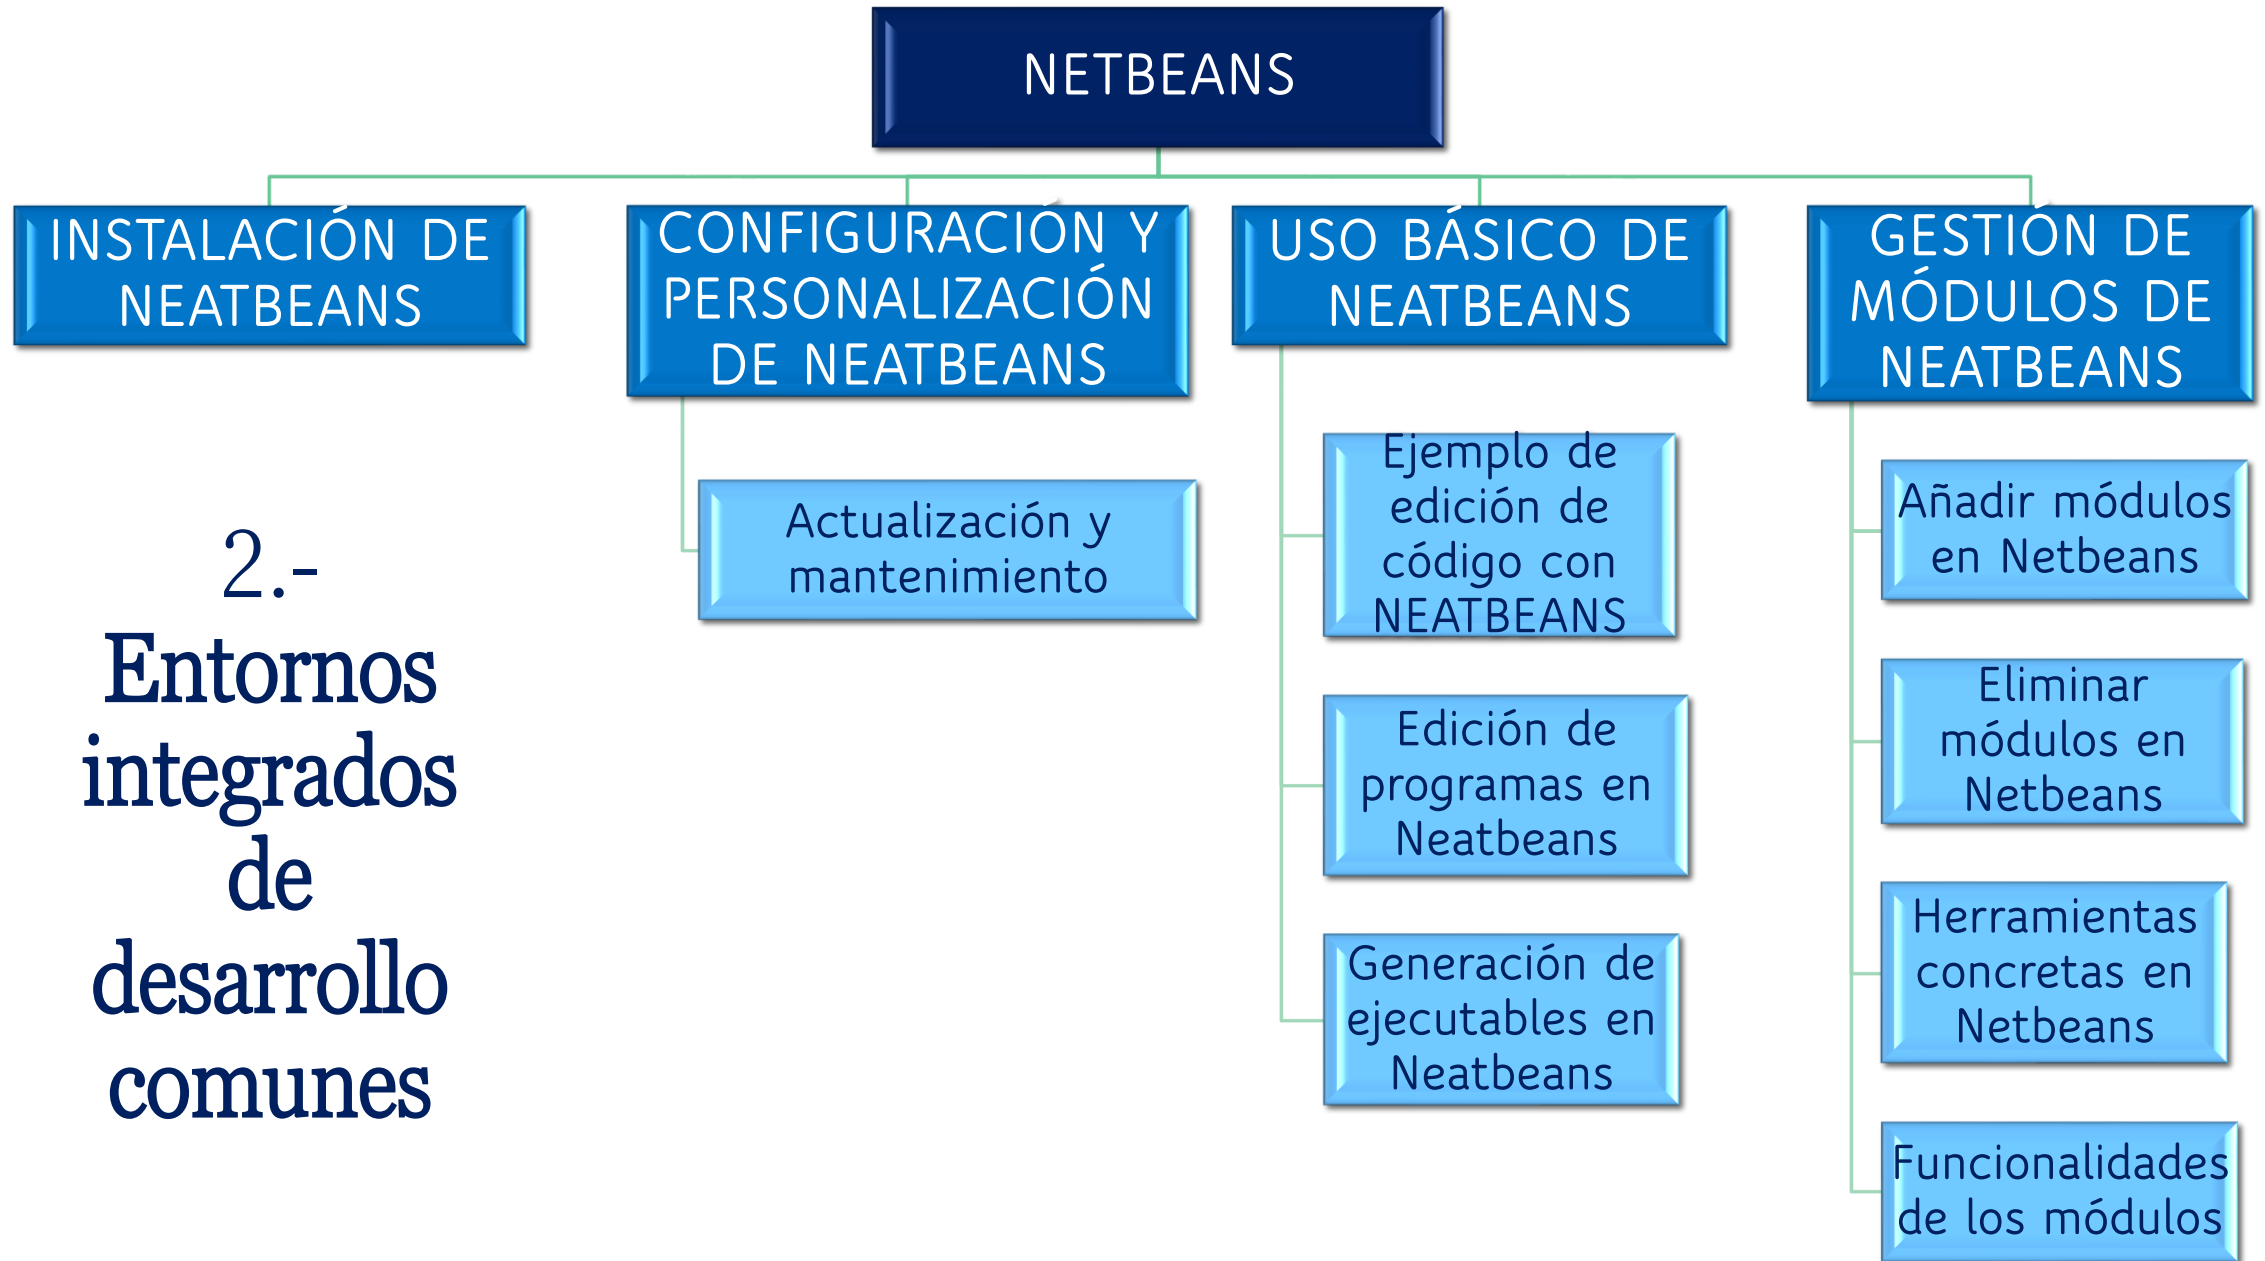 NETBEANS
INSTALACIÓN DE
NEATBEANS
CONFIGURACIÓN Y
PERSONALIZACIÓN
DE NEATBEANS
Actualización y
mantenimiento
USO BÁSICO DE
NEATBEANS
Ejemplo de
edición de
código con
NEATBEANS
Edición de
programas en
Neatbeans
Generación de
ejecutables en
Neatbeans
GESTIÓN DE
MÓDULOS DE
NEATBEANS
Añadir módulos
en Netbeans
Eliminar
módulos en
Netbeans
Herramientas
concretas en
Netbeans
Funcionalidades
de los módulos
2.-
Entornos
integrados
de
desarrollo
comunes